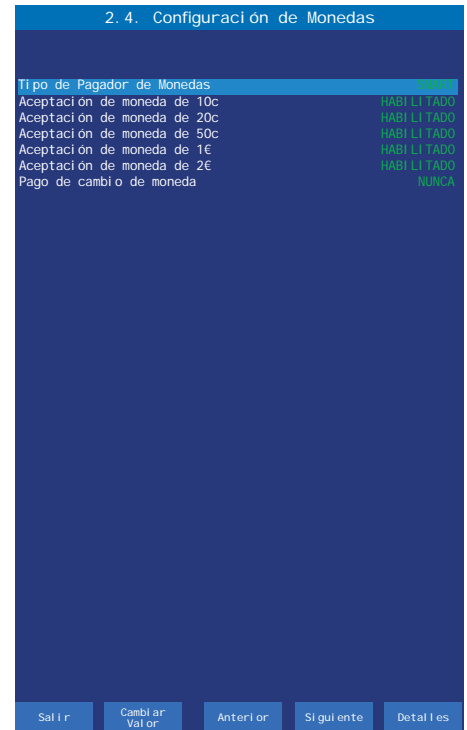 2.4. Configuración de Monedas
Tipo de Pagador de Monedas
Aceptación de moneda de 10c HABILITADO
Aceptación de moneda de 20c HABILITADO
Aceptación de moneda de 50c HABILITADO
Aceptación de moneda de 1€ HABILITADO
Aceptación de moneda de 2€ HABILITADO
Pago de cambio de moneda NUNCA
Salir Cambiar Valor Anterior Siguiente Detalles